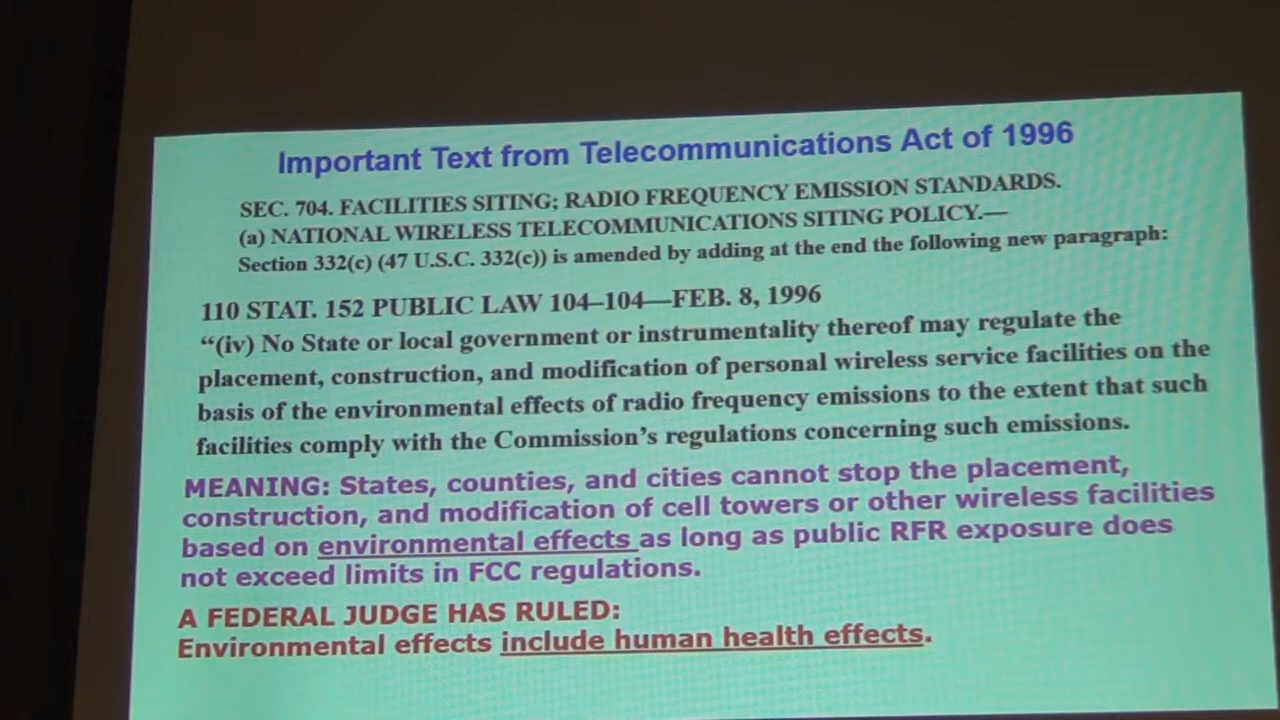 Important Text from Telecommunications Act of 1996
SEC. 704. FACILITIES SITING; RADIO FREQUENCY EMISSION STANDARDS.
(a) NATIONAL WIRELESS TELECOMMUNICATIONS SITING POLICY.—
Section 332(c) (47 U.S.C. 332(c)) is amended by adding at the end the following new paragraph:
110 STAT. 152 PUBLIC LAW 104–104—FEB. 8, 1996
“(iv) No State or local government or instrumentality thereof may regulate the
placement, construction, and modification of personal wireless service facilities on the
basis of the environmental effects of radio frequency emissions to the extent that such
facilities comply with the Commission’s regulations concerning such emissions.
MEANING: States, counties, and cities cannot stop the placement,
construction, and modification of cell towers or other wireless facilities
based on environmental effects as long as public RFR exposure does
not exceed limits in FCC regulations.
A FEDERAL JUDGE HAS RULED:
Environmental effects include human health effects.